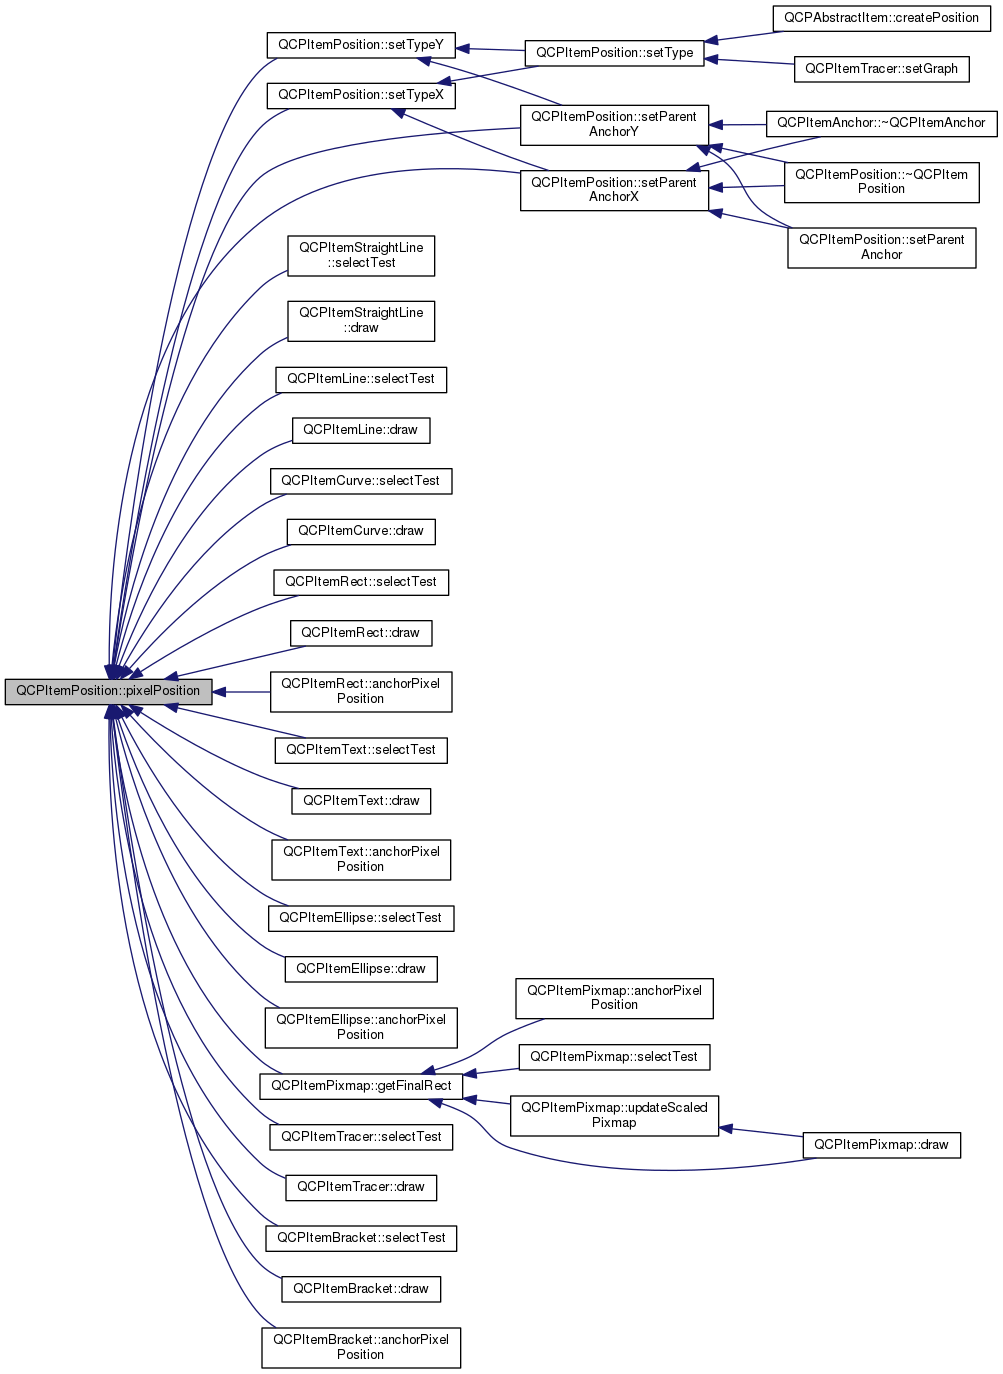 QCPAbstractItem::createPosition
QCPItemPosition::setTypeY
QCPItemPosition::setType
QCPItemTracer::setGraph
QCPItemPosition::setTypeX
QCPItemPosition::setParent
AnchorY
QCPItemAnchor::~QCPItemAnchor
QCPItemPosition::~QCPItem
Position
QCPItemPosition::setParent
AnchorX
QCPItemPosition::setParent
Anchor
QCPItemStraightLine
::selectTest
QCPItemStraightLine
::draw
QCPItemLine::selectTest
QCPItemLine::draw
QCPItemCurve::selectTest
QCPItemCurve::draw
QCPItemRect::selectTest
QCPItemRect::draw
QCPItemPosition::pixelPosition
QCPItemRect::anchorPixel
Position
QCPItemText::selectTest
QCPItemText::draw
QCPItemText::anchorPixel
Position
QCPItemEllipse::selectTest
QCPItemEllipse::draw
QCPItemEllipse::anchorPixel
Position
QCPItemPixmap::anchorPixel
Position
QCPItemPixmap::selectTest
QCPItemPixmap::getFinalRect
QCPItemPixmap::updateScaled
Pixmap
QCPItemPixmap::draw
QCPItemTracer::selectTest
QCPItemTracer::draw
QCPItemBracket::selectTest
QCPItemBracket::draw
QCPItemBracket::anchorPixel
Position